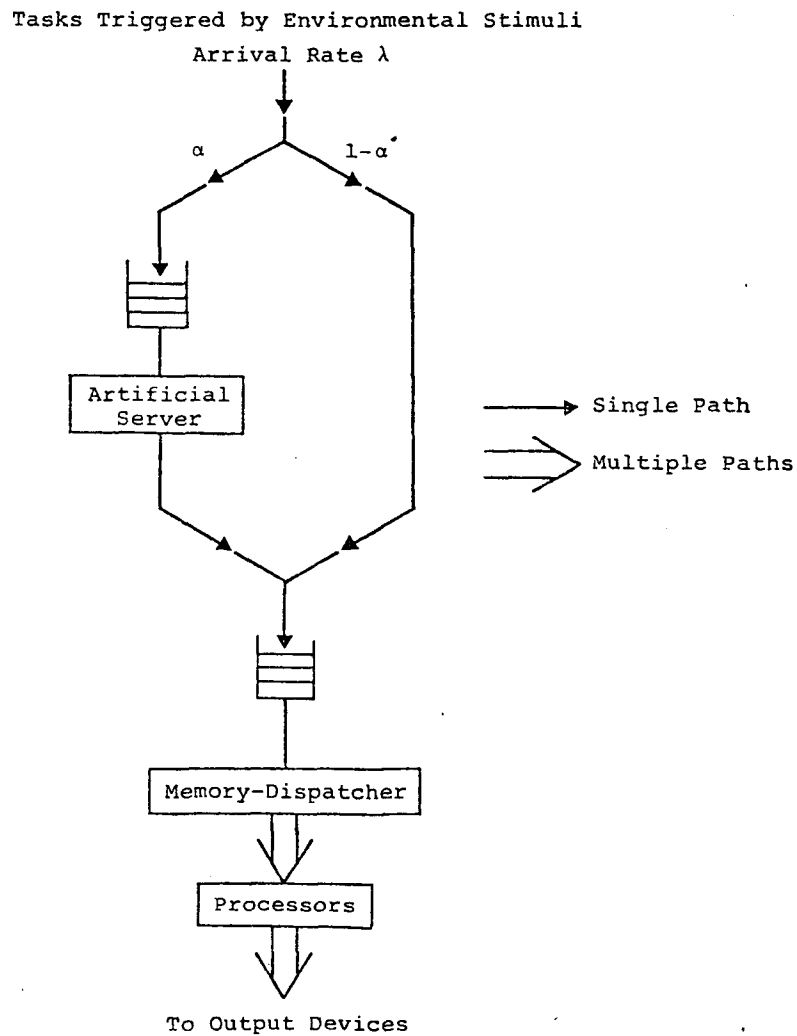 Tasks Triggered by Environmental Stimuli
Arrival Rate λ
α
1-α
Artificial
Server
Single Path
Multiple Paths
Memory-Dispatcher
Processors
To Output Devices